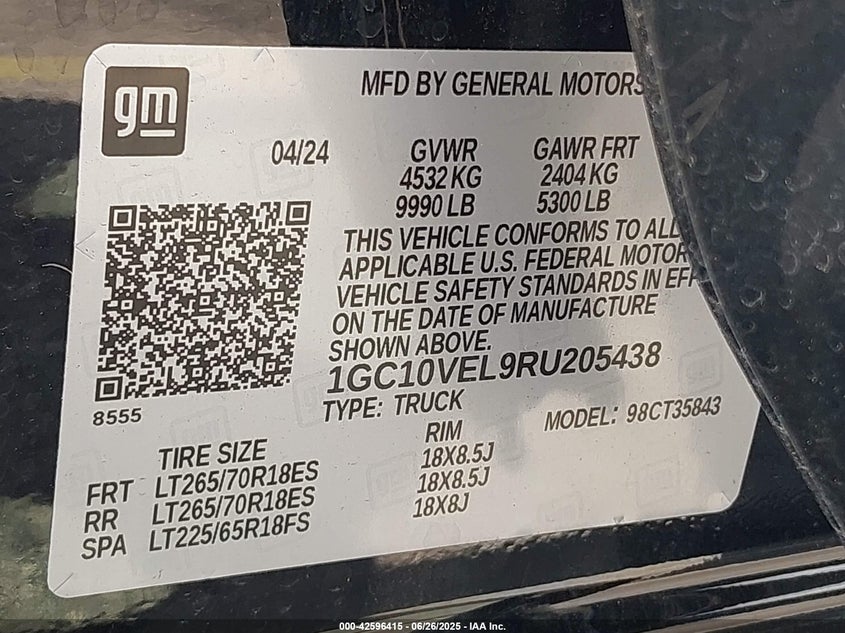 gm
MFD BY GENERAL MOTORS
04/24 GVWR GAWR FRT
4532 KG 2404 KG
9990 LB 5300 LB
THIS VEHICLE CONFORMS TO ALL
APPLICABLE U.S. FEDERAL MOTOR
VEHICLE SAFETY STANDARDS IN EFF
ON THE DATE OF MANUFACTURE
SHOWN ABOVE.
1GC10VEL9RU205438
8555
TYPE: TRUCK MODEL: 98CT35843
TIRE SIZE RIM
FRT LT265/70R18ES 18X8.5J
RR LT265/70R18ES 18X8.5J
SPA LT225/65R18FS 18X8J
000-42596415 - 06/26/2025 - IAA Inc.